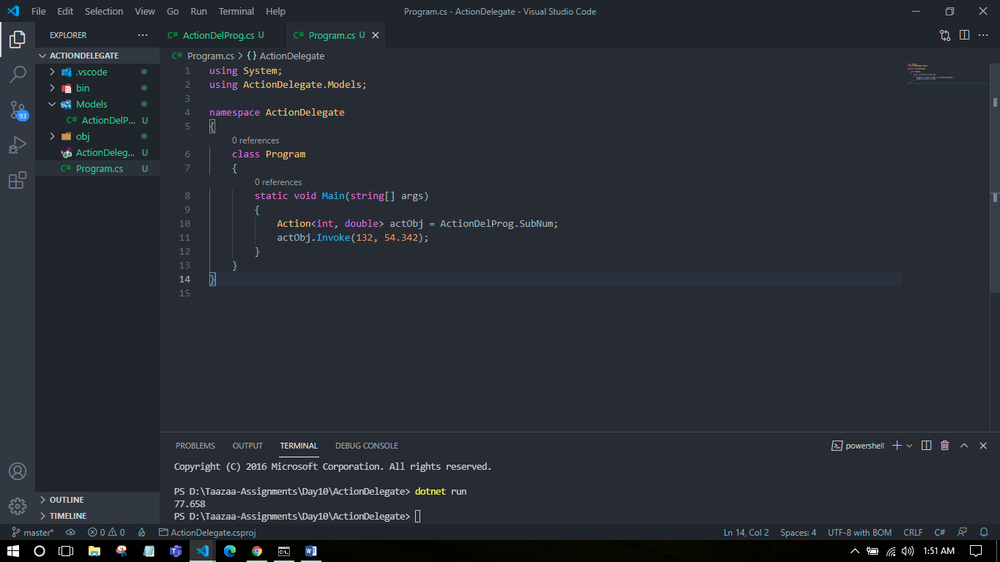 File Edit Selection View Go Run Terminal Help
Program.cs - ActionDelegate - Visual Studio Code
EXPLORER ...
ACTIONDELEGATE
.vscode
bin
Models
C# ActionDelP... U
obj
ActionDeleg... U
C# Program.cs U
93
OUTLINE
TIMELINE
C# ActionDelProg.cs U
C# Program.cs U
C# Program.cs > {} ActionDelegate
1 using System;
2 using ActionDelegate.Models;
3
4 namespace ActionDelegate
5 {
0 references
6 class Program
7 {
0 references
8 static void Main(string[] args)
9 {
10 Action<int, double> actObj = ActionDelProg.SubNum;
11 actObj.Invoke(132, 54.342);
12 }
13 }
14 }
15
PROBLEMS OUTPUT TERMINAL DEBUG CONSOLE
powershell
Copyright (C) 2016 Microsoft Corporation. All rights reserved.
PS D:\Taazaa-Assignments\Day10\ActionDelegate> dotnet run
77.658
PS D:\Taazaa-Assignments\Day10\ActionDelegate>
master* 0 0 ActionDelegate.csproj Ln 14, Col 2 Spaces: 4 UTF-8 with BOM CRLF C#
1:51 AM